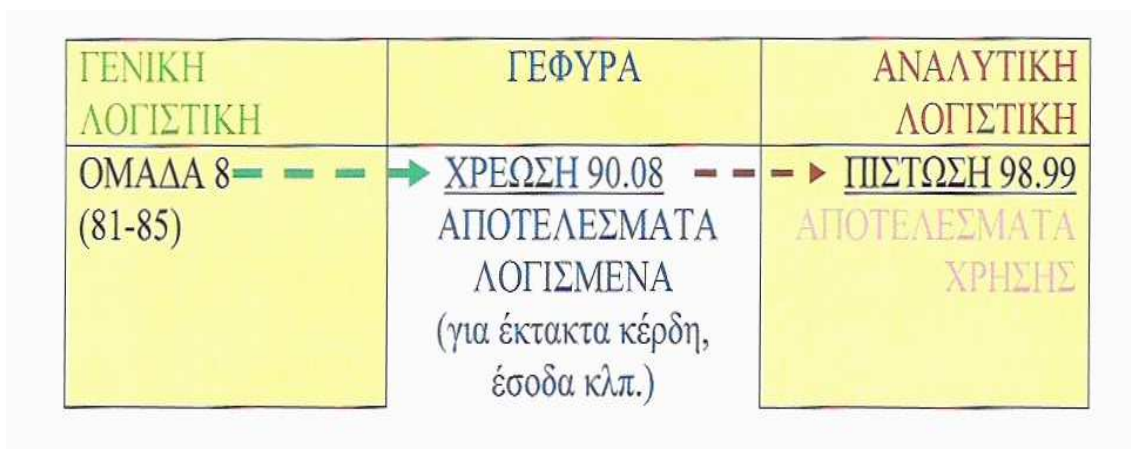 ΓΕΝΙΚΗ
ΛΟΓΙΣΤΙΚΗ
ΓΕΦΥΡΑ
ΑΝΑΛΥΤΙΚΗ
ΛΟΓΙΣΤΙΚΗ
ΟΜΑΔΑ 8
(81-85)
ΧΡΕΩΣΗ 90.08
ΑΠΟΤΕΛΕΣΜΑΤΑ
ΛΟΓΙΣΜΕΝΑ
(για έκτακτα κέρδη,
έσοδα κλπ.)
ΠΙΣΤΩΣΗ 98.99
ΑΠΟΤΕΛΕΣΜΑΤΑ
ΧΡΗΣΗΣ